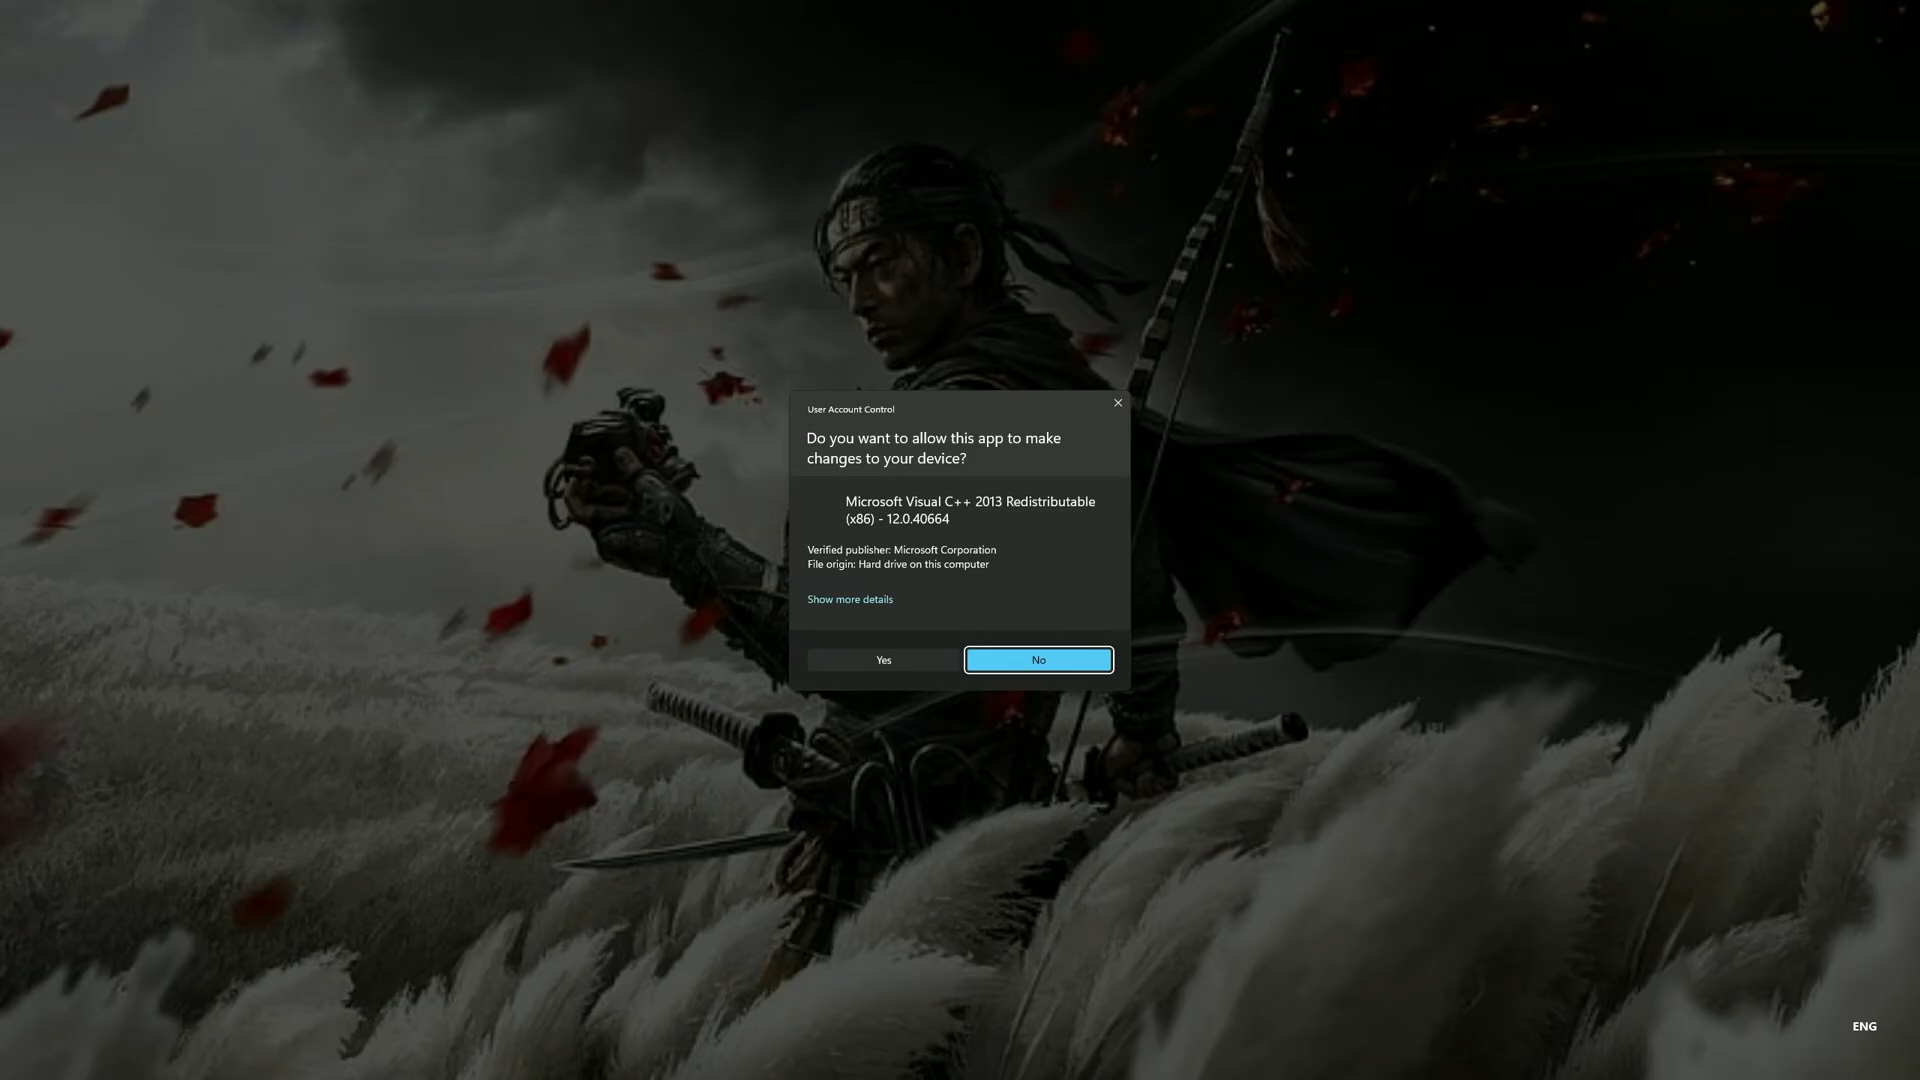 User Account Control
Do you want to allow this app to make
changes to your device?
Microsoft Visual C++ 2013 Redistributable
(x86) - 12.0.40664
Verified publisher: Microsoft Corporation
File origin: Hard drive on this computer
Show more details
Yes
No
ENG